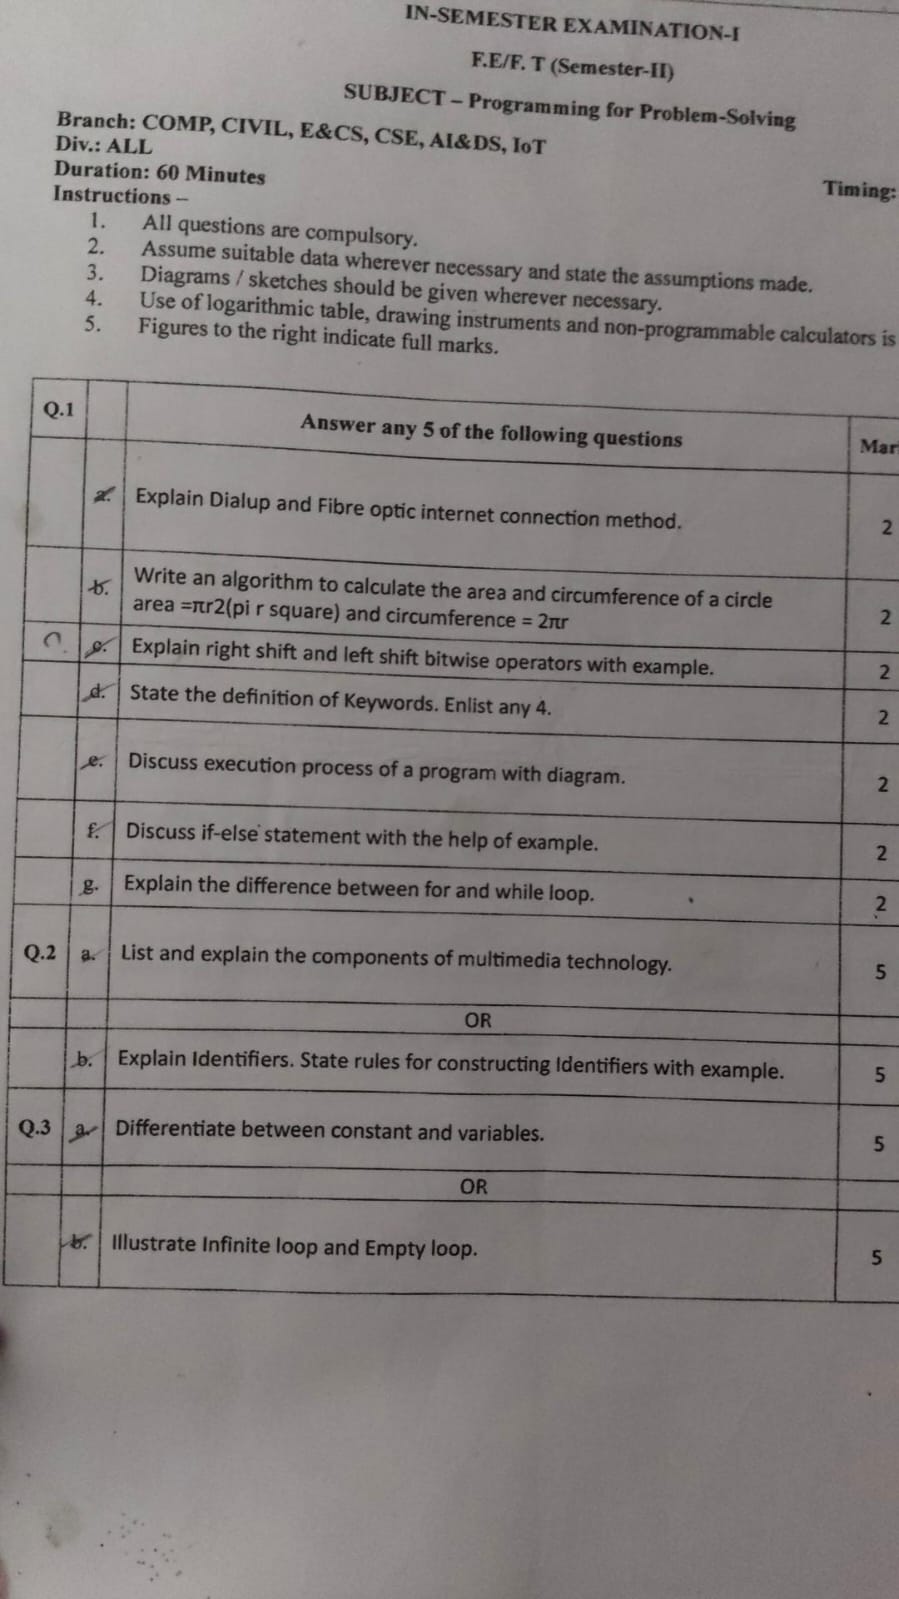 IN-SEMESTER EXAMINATION-I
F.E/F. T (Semester-II)
SUBJECT – Programming for Problem-Solving
Branch: COMP, CIVIL, E&CS, CSE, AI&DS, IoT
Div.: ALL
Duration: 60 Minutes
Timing:
Instructions –
1. All questions are compulsory.
2. Assume suitable data wherever necessary and state the assumptions made.
3. Diagrams / sketches should be given wherever necessary.
4. Use of logarithmic table, drawing instruments and non-programmable calculators is
5. Figures to the right indicate full marks.
Q.1 Answer any 5 of the following questions Mar
a. Explain Dialup and Fibre optic internet connection method. 2
b. Write an algorithm to calculate the area and circumference of a circle
area =πr2(pi r square) and circumference = 2πr 2
c. Explain right shift and left shift bitwise operators with example. 2
d. State the definition of Keywords. Enlist any 4. 2
e. Discuss execution process of a program with diagram. 2
f. Discuss if-else statement with the help of example. 2
g. Explain the difference between for and while loop. 2
Q.2 a. List and explain the components of multimedia technology. 5
OR
b. Explain Identifiers. State rules for constructing Identifiers with example. 5
Q.3 a. Differentiate between constant and variables. 5
OR
b. Illustrate Infinite loop and Empty loop. 5